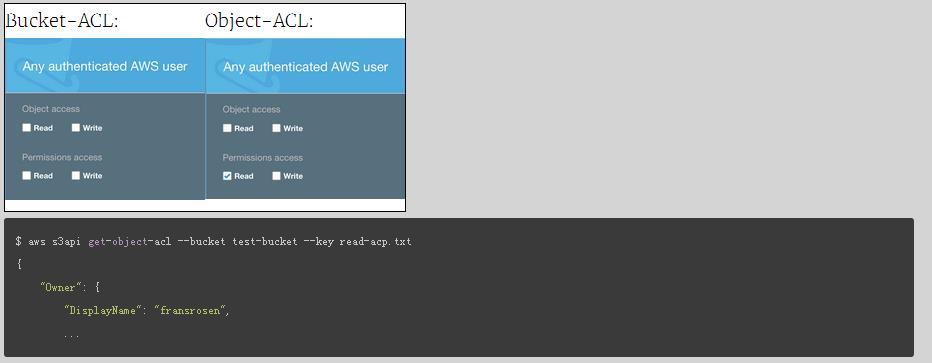 Bucket-ACL: Object-ACL:
Any authenticated AWS user Any authenticated AWS user
Object access Object access
Read Write Read Write
Permissions access Permissions access
Read Write Read Write
$ aws s3api get-object-acl --bucket test-bucket --key read-acp.txt
{
"Owner": {
"DisplayName": "fransrosen",
...